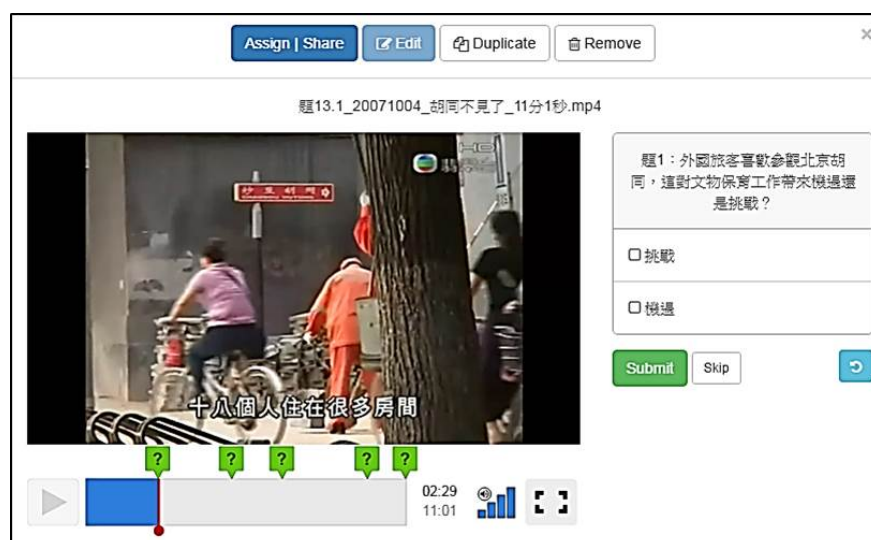 Assign | Share
Edit
Duplicate
Remove
×
題13.1_20071004_胡同不見了_11分1秒.mp4
HD
十八個人住在很多房間
題1：外國旅客喜歡參觀北京胡
同，這對文物保育工作帶來機遇還
是挑戰？
挑戰
機遇
Submit
Skip
?
?
?
?
?
02:29
11:01